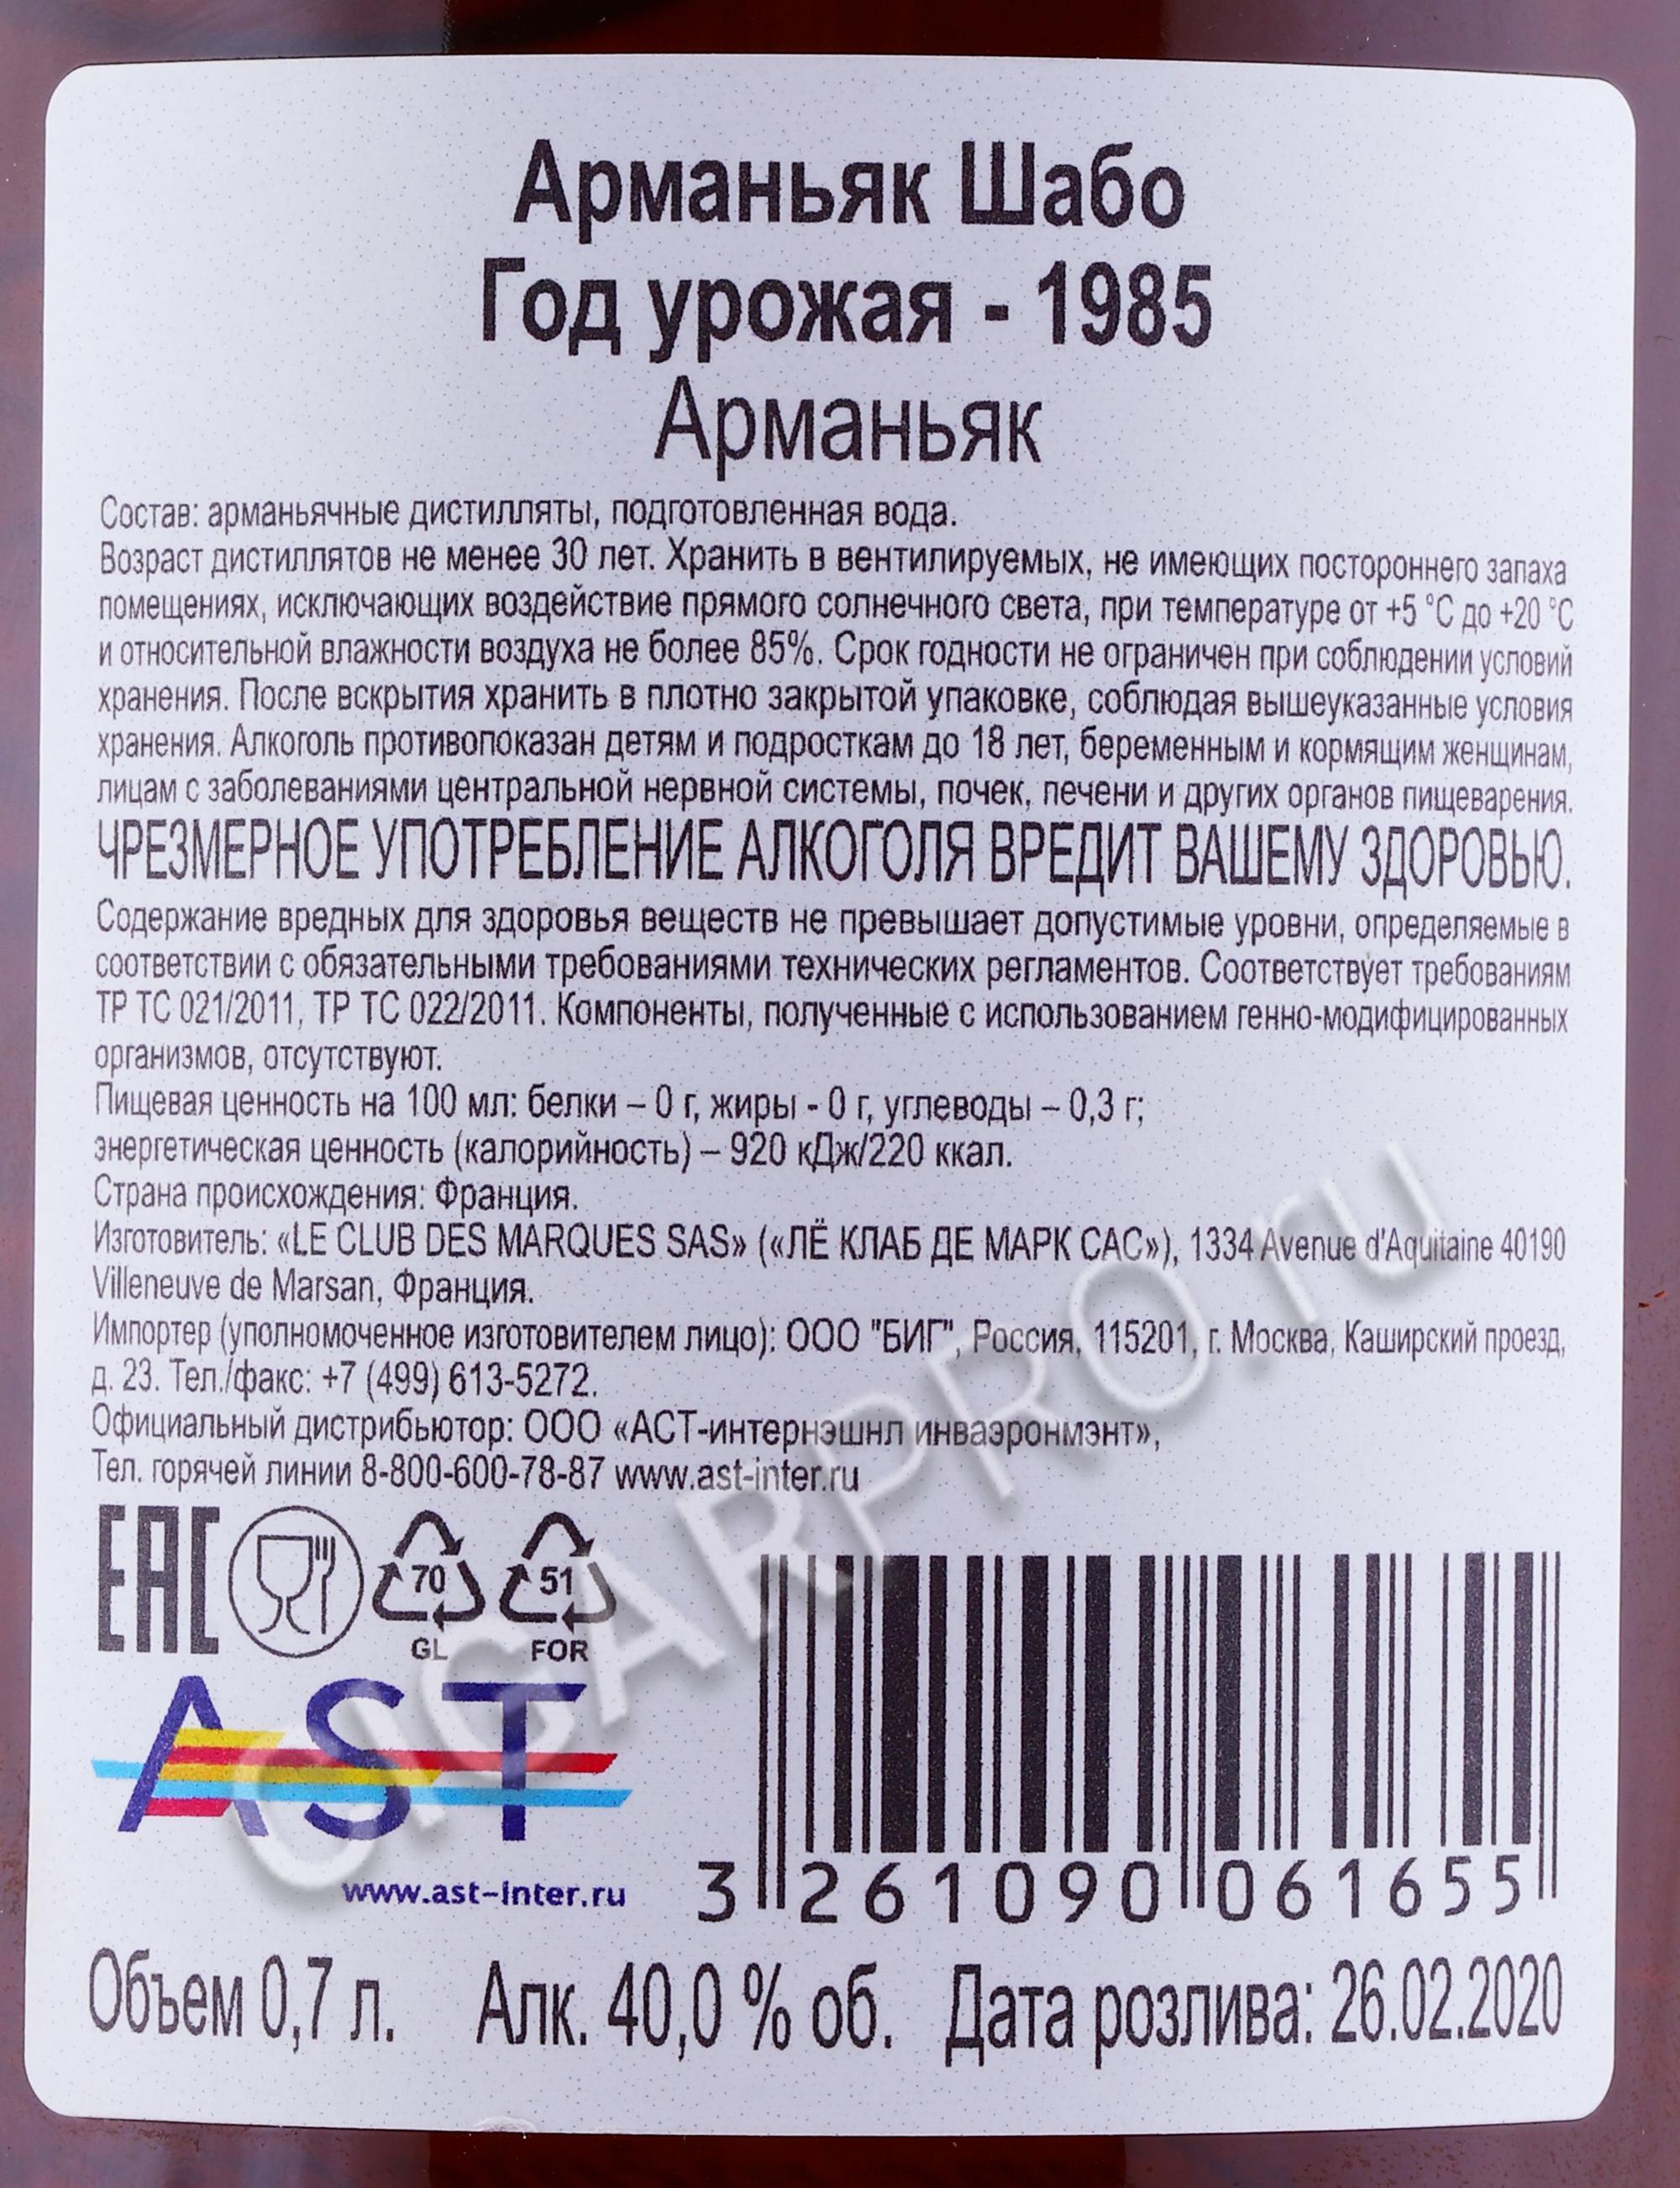 Арманьяк Шабо
Год урожая - 1985
Арманьяк
Состав: арманьячные дистилляты, подготовленная вода.
Возраст дистиллятов не менее 30 лет. Хранить в вентилируемых, не имеющих постороннего запаха
помещениях, исключающих воздействие прямого солнечного света, при температуре от +5 °C до +20 °C
и относительной влажности воздуха не более 85%. Срок годности не ограничен при соблюдении условий
хранения. После вскрытия хранить в плотно закрытой упаковке, соблюдая вышеуказанные условия
хранения. Алкоголь противопоказан детям и подросткам до 18 лет, беременным и кормящим женщинам,
лицам с заболеваниями центральной нервной системы, почек, печени и других органов пищеварения.
ЧРЕЗМЕРНОЕ УПОТРЕБЛЕНИЕ АЛКОГОЛЯ ВРЕДИТ ВАШЕМУ ЗДОРОВЬЮ.
Содержание вредных для здоровья веществ не превышает допустимые уровни, определяемые в
соответствии с обязательными требованиями технических регламентов. Соответствует требованиям
ТР ТС 021/2011, ТР ТС 022/2011. Компоненты, полученные с использованием генно-модифицированных
организмов, отсутствуют.
Пищевая ценность на 100 мл: белки – 0 г, жиры - 0 г, углеводы – 0,3 г;
энергетическая ценность (калорийность) – 920 кДж/220 ккал.
Страна происхождения: Франция.
Изготовитель: «LE CLUB DES MARQUES SAS» («ЛЁ КЛАБ ДЕ МАРК САС»), 1334 Avenue d'Aquitaine 40190
Villeneuve de Marsan, Франция.
Импортер (уполномоченное изготовителем лицо): ООО "БИГ", Россия, 115201, г. Москва, Каширский проезд,
д. 23. Тел./факс: +7 (499) 613-5272.
Официальный дистрибьютор: ООО «АСТ-интернэшнл инваэронмэнт»,
Тел. горячей линии 8-800-600-78-87 www.ast-inter.ru
EAC
70
51
GL
FOR
AST
www.ast-inter.ru
3 261090 061655
Объем 0,7 л. Алк. 40,0 % об. Дата розлива: 26.02.2020
CIGARPRO.ru